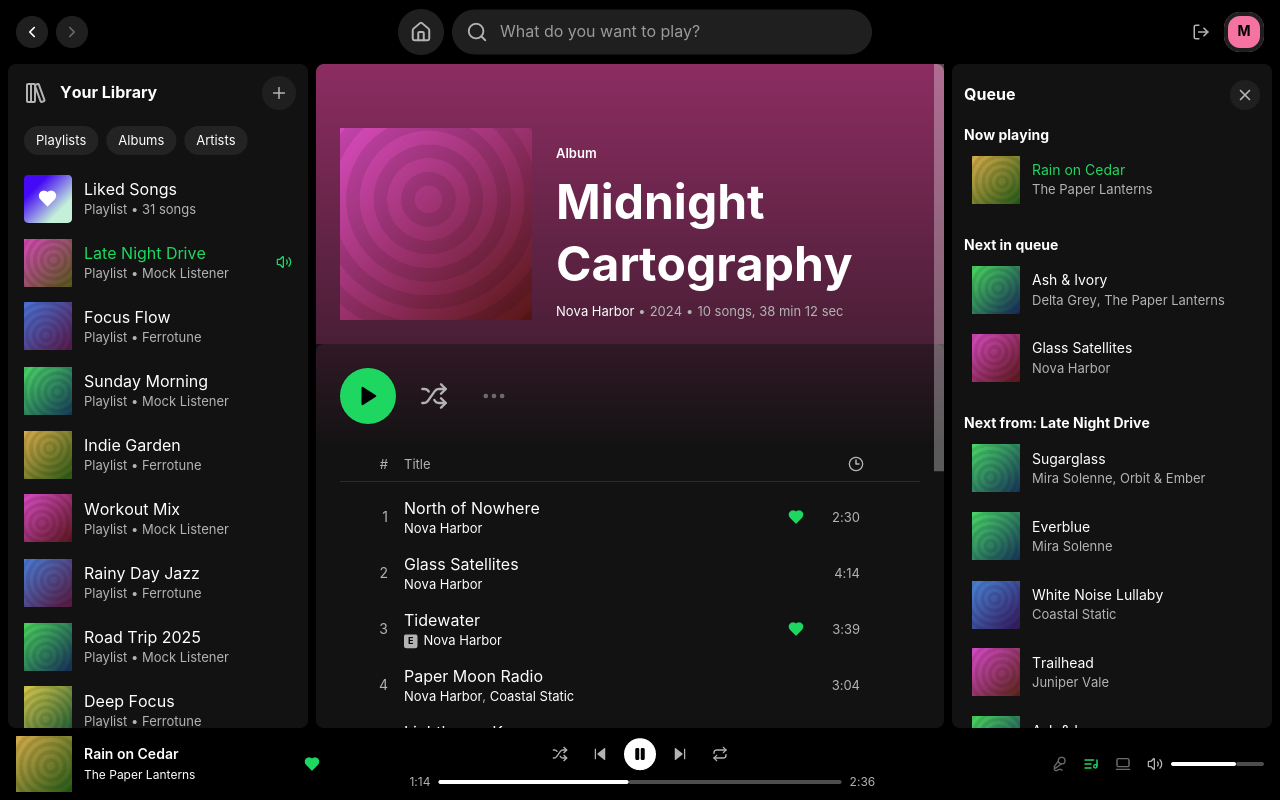 What do you want to play?
M
Your Library
Playlists
Albums
Artists
Liked Songs
Playlist • 31 songs
Late Night Drive
Playlist • Mock Listener
Focus Flow
Playlist • Ferrotune
Sunday Morning
Playlist • Mock Listener
Indie Garden
Playlist • Ferrotune
Workout Mix
Playlist • Mock Listener
Rainy Day Jazz
Playlist • Ferrotune
Road Trip 2025
Playlist • Mock Listener
Deep Focus
Playlist • Ferrotune
Album
Midnight
Cartography
Nova Harbor • 2024 • 10 songs, 38 min 12 sec
# Title
1 North of Nowhere 2:30
Nova Harbor
2 Glass Satellites 4:14
Nova Harbor
3 Tidewater 3:39
E Nova Harbor
4 Paper Moon Radio 3:04
Nova Harbor, Coastal Static
Queue
Now playing
Rain on Cedar
The Paper Lanterns
Next in queue
Ash & Ivory
Delta Grey, The Paper Lanterns
Glass Satellites
Nova Harbor
Next from: Late Night Drive
Sugarglass
Mira Solenne, Orbit & Ember
Everblue
Mira Solenne
White Noise Lullaby
Coastal Static
Trailhead
Juniper Vale
Rain on Cedar
The Paper Lanterns
1:14
2:36